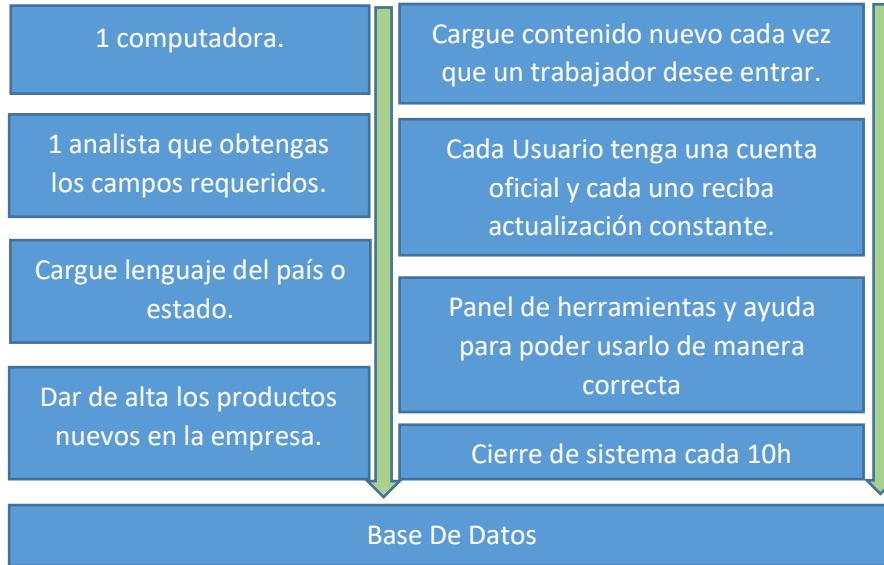 1 computadora.
1 analista que obtengas
los campos requeridos.
Cargue lenguaje del país o
estado.
Dar de alta los productos
nuevos en la empresa.
Cargue contenido nuevo cada vez
que un trabajador desee entrar.
Cada Usuario tenga una cuenta
oficial y cada uno reciba
actualización constante.
Panel de herramientas y ayuda
para poder usarlo de manera
correcta
Cierre de sistema cada 10h
Base De Datos